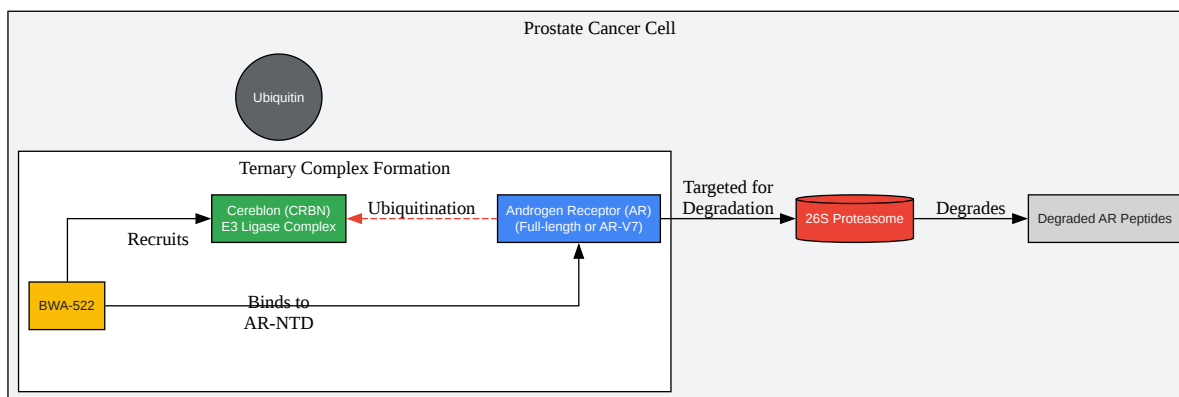 Prostate Cancer Cell
Ubiquitin
Ternary Complex Formation
Cereblon (CRBN)
E3 Ligase Complex
Ubiquitination
Androgen Receptor (AR)
(Full-length or AR-V7)
Targeted for
Degradation
26S Proteasome
Degrades
Degraded AR Peptides
Recruits
BWA-522
Binds to
AR-NTD